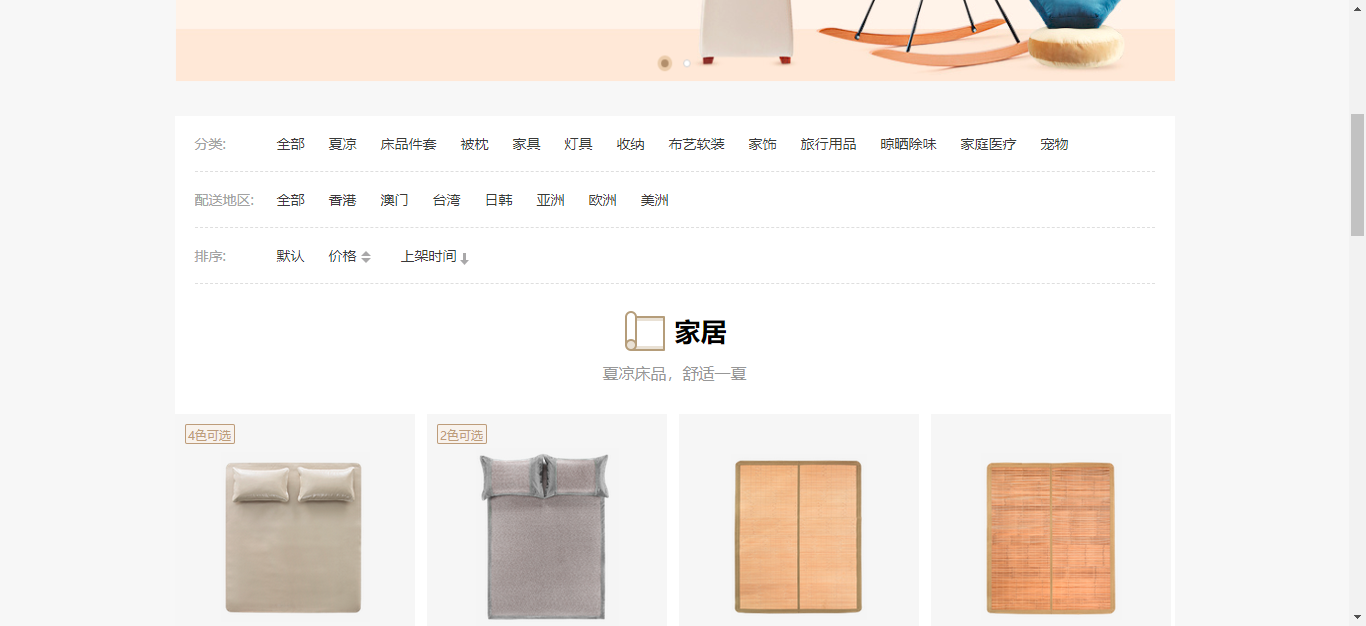 分类: 全部 夏凉 床品件套 被枕 家具 灯具 收纳 布艺软装 家饰 旅行用品 晾晒除味 家庭医疗 宠物
配送地区: 全部 香港 澳门 台湾 日韩 亚洲 欧洲 美洲
排序: 默认 价格 上架时间
家居
夏凉床品，舒适一夏
4色可选
2色可选